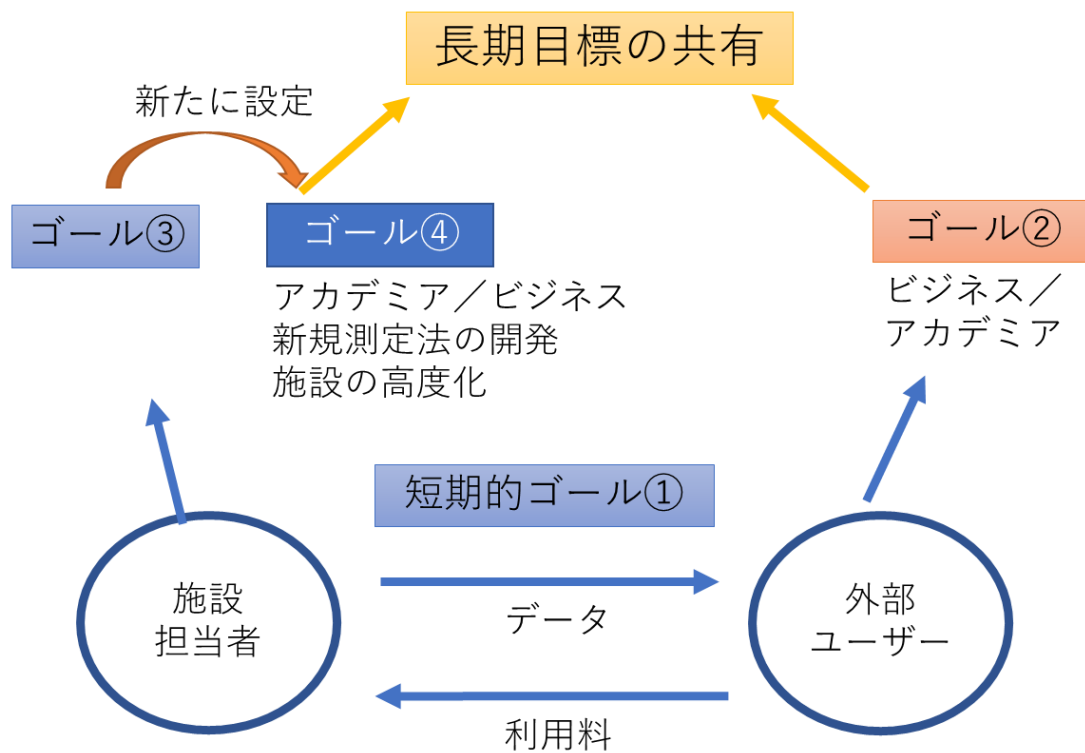 長期目標の共有
新たに設定
ゴール③
ゴール④
ゴール②
アカデミア／ビジネス
新規測定法の開発
施設の高度化
ビジネス／
アカデミア
短期的ゴール①
施設
担当者
データ
外部
ユーザー
利用料